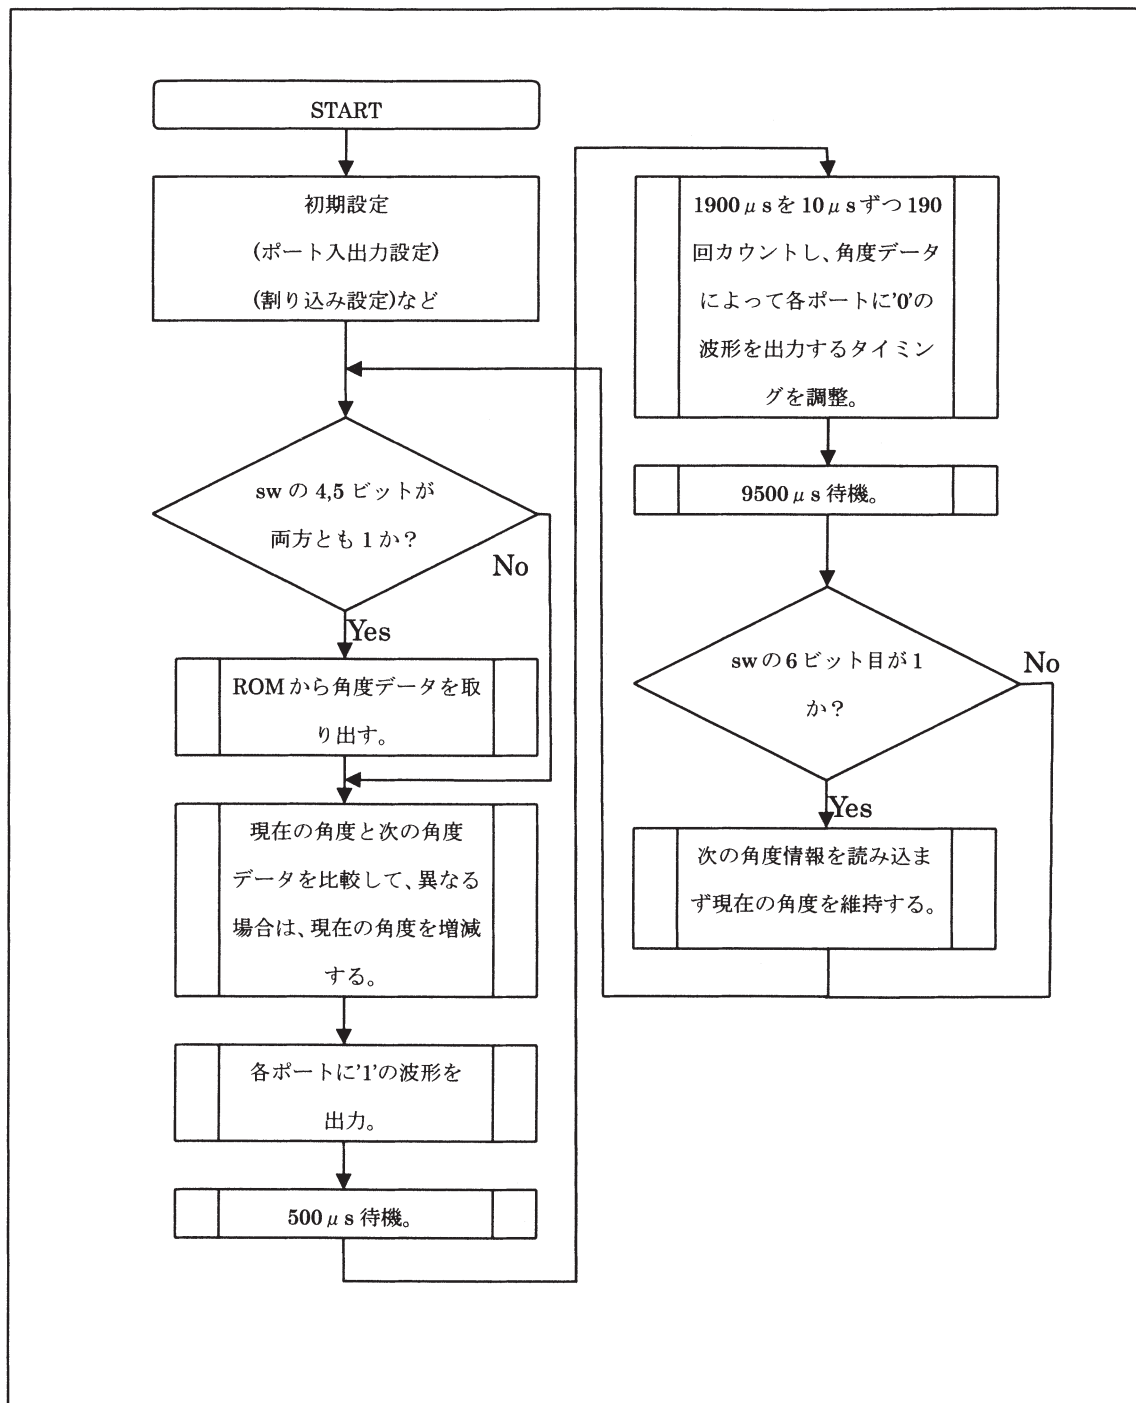 START
初期設定
(ポート入出力設定)
(割り込み設定)など
swの4,5ビットが
両方とも1か？
No
Yes
ROMから角度データを取
り出す。
現在の角度と次の角度
データを比較して、異なる
場合は、現在の角度を増減
する。
各ポートに'1'の波形を
出力。
500μs待機。
1900μsを10μsずつ190
回カウントし、角度データ
によって各ポートに'0'の
波形を出力するタイミン
グを調整。
9500μs待機。
swの6ビット目が1
か？
No
Yes
次の角度情報を読み込ま
ず現在の角度を維持する。